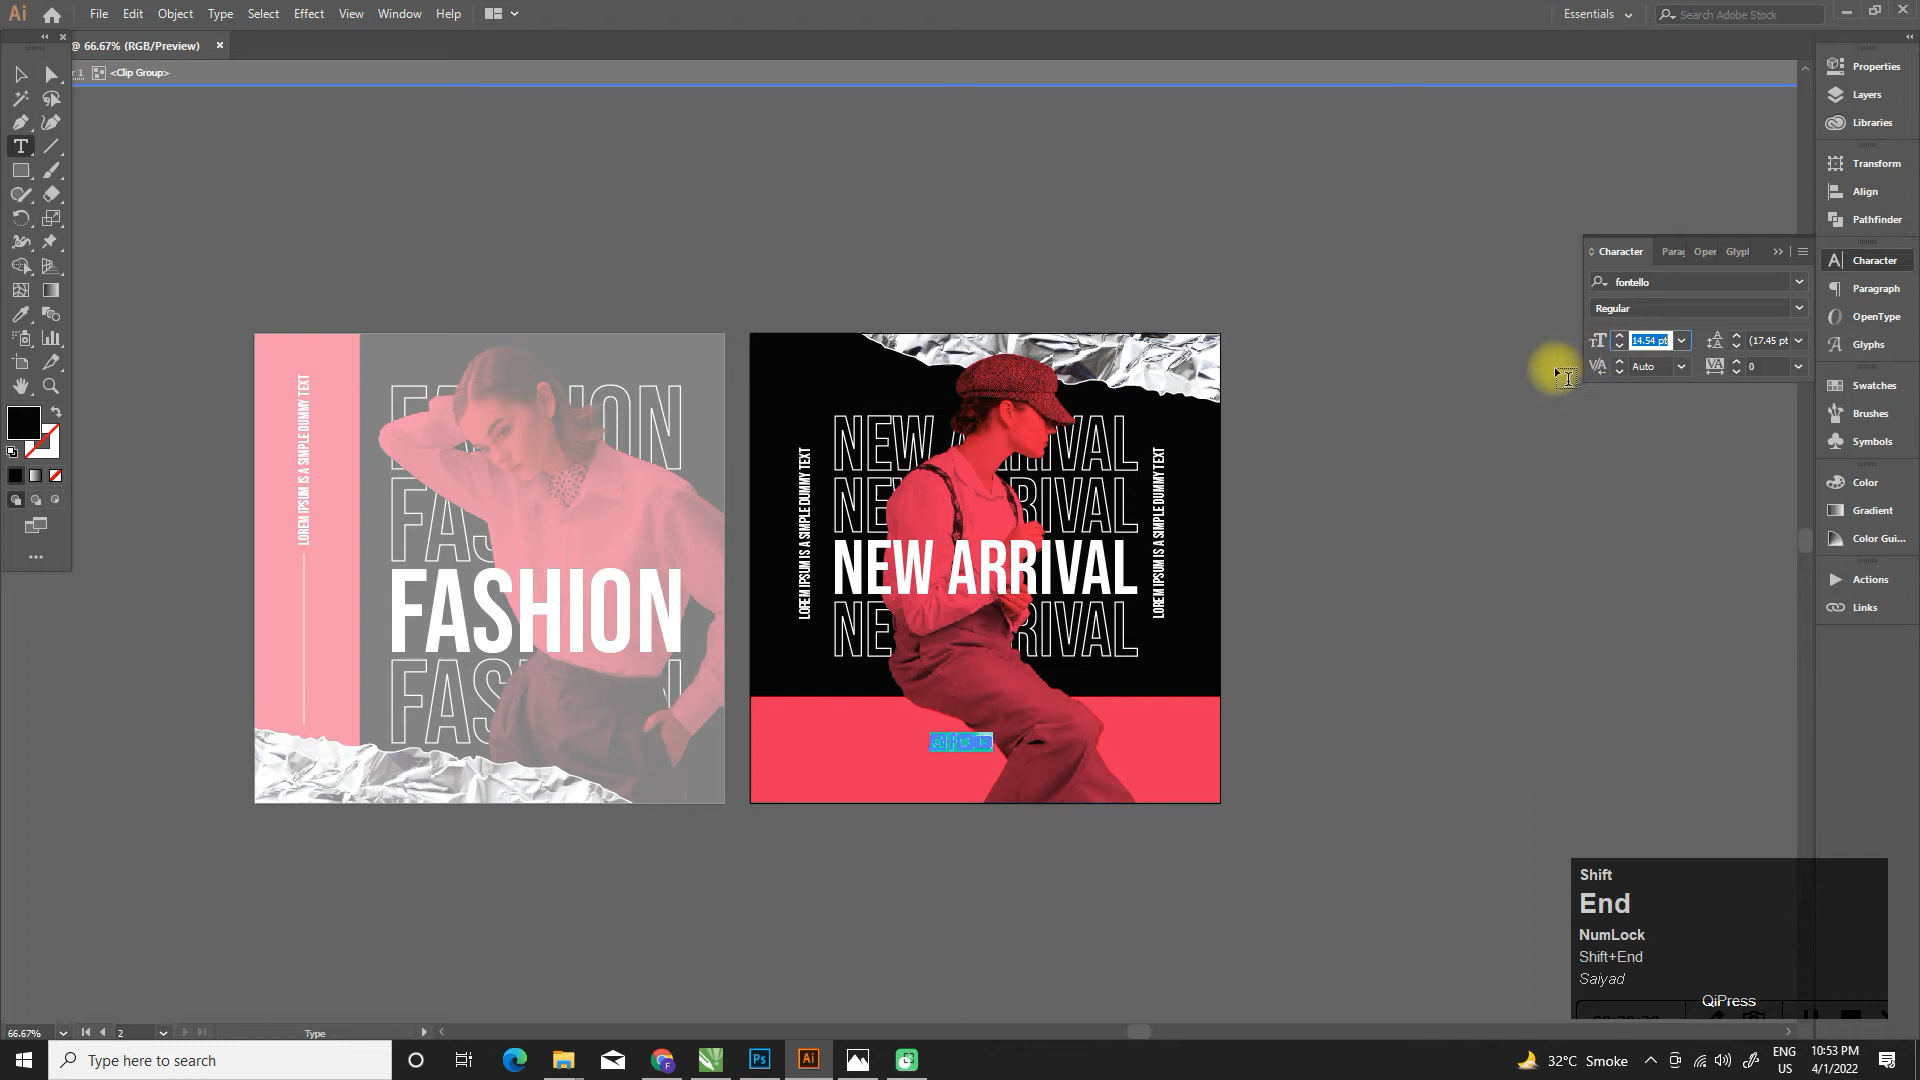 Ai File Edit Object Type Select Effect View Window Help Essentials Search Adobe Stock
@ 66.67% (RGB/Preview) ×
r 1 <Clip Group>
Properties
Layers
Libraries
Transform
Align
Pathfinder
Character Parag Oper Glypl
Character
fontello
Paragraph
Regular
OpenType
14.54 pt (17.45 pt
Glyphs
Auto 0
Swatches
Brushes
Symbols
Color
Gradient
Color Gui...
Actions
Links
LOREM IPSUM IS A SIMPLE DUMMY TEXT
FASHION
LOREM IPSUM IS A SIMPLE DUMMY TEXT
NEW ARRIVAL
NEW ARRIVAL
NEW ARRIVAL
NEW ARRIVAL
LOREM IPSUM IS A SIMPLE DUMMY TEXT
Shift
End
NumLock
Shift+End
Saiyad
QiPress
66.67% 2 Type
Type here to search
Ps
Ai
32°C Smoke
ENG
US
10:53 PM
4/1/2022